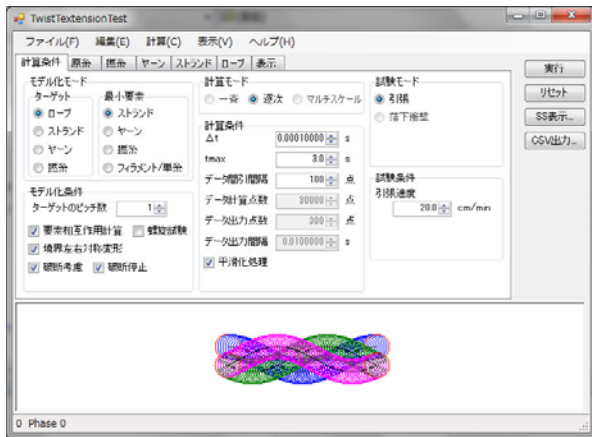 TwistTextensionTest
ファイル(F) 編集(E) 計算(C) 表示(V) ヘルプ(H)
計算条件 原糸 撚糸 ヤーン ストランド ロープ 表示
モデル化モード
ターゲット
ロープ
ストランド
ヤーン
撚糸
最小要素
ストランド
ヤーン
撚糸
フィラメント/単糸
モデル化条件
ターゲットのピッチ数 1
要素相互作用計算 螺旋試験
境界左右対称変形
破断考慮 破断停止
計算モード
一斉 逐次 マルチスケール
計算条件
Δt 0.00010000 s
tmax 3.0 s
データ間引間隔 100 点
データ計算点数 30000 点
データ出力点数 300 点
データ出力間隔 0.0100000 s
平滑化処理
試験モード
引張
落下衝撃
試験条件
引張速度
20.0 cm/min
実行
リセット
SS表示...
CSV出力...
0 Phase 0